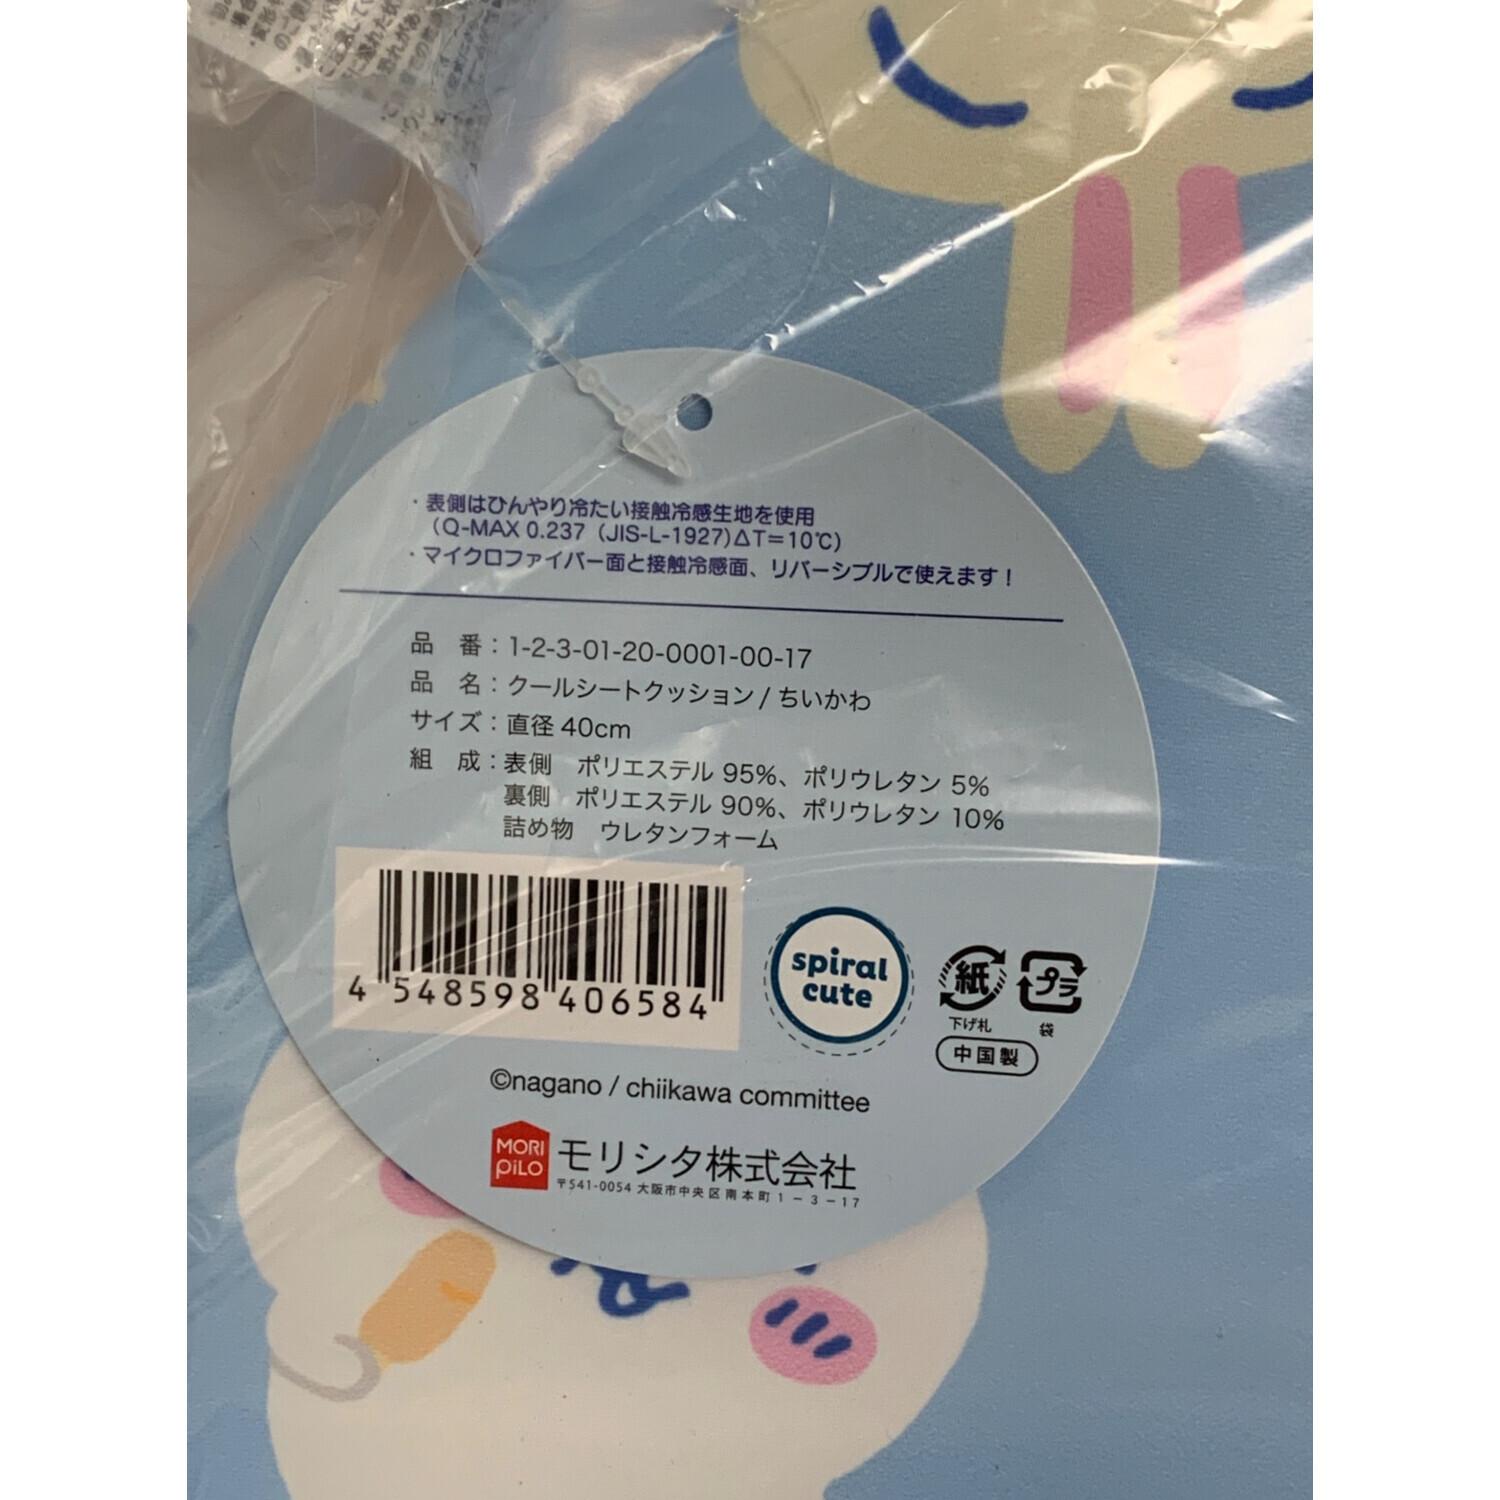 ・表側はひんやり冷たい接触冷感生地を使用
（Q-MAX 0.237（JIS-L-1927)ΔT＝10℃）
・マイクロファイバー面と接触冷感面、リバーシブルで使えます！
品　番：1-2-3-01-20-0001-00-17
品　名：クールシートクッション / ちいかわ
サイズ：直径 40cm
組　成：表側　ポリエステル 95%、ポリウレタン 5%
裏側　ポリエステル 90%、ポリウレタン 10%
詰め物　ウレタンフォーム
4 548598 406584
spiral
cute
紙
プラ
下げ札
袋
中国製
©nagano / chiikawa committee
MORI
PiLO
モリシタ株式会社
〒541-0054 大阪市中央区南本町１－３－１７